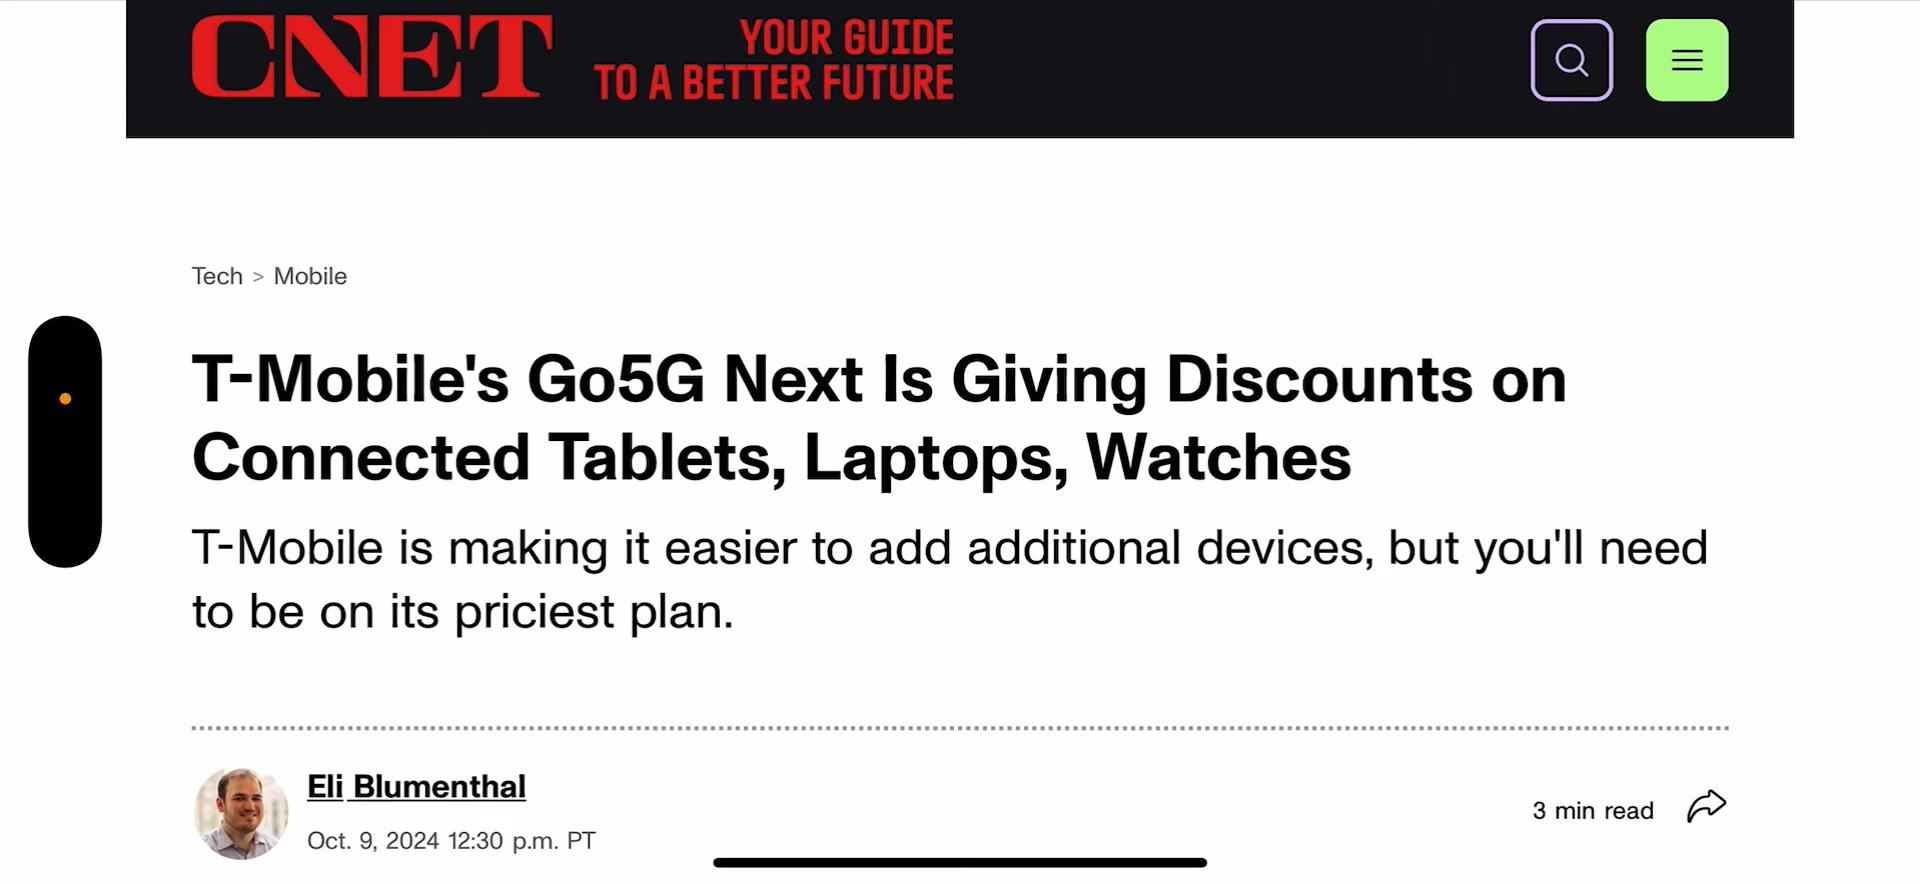 CNET
YOUR GUIDE
TO A BETTER FUTURE
Tech > Mobile
T-Mobile's Go5G Next Is Giving Discounts on
Connected Tablets, Laptops, Watches
T-Mobile is making it easier to add additional devices, but you'll need
to be on its priciest plan.
Eli Blumenthal
Oct. 9, 2024 12:30 p.m. PT
3 min read